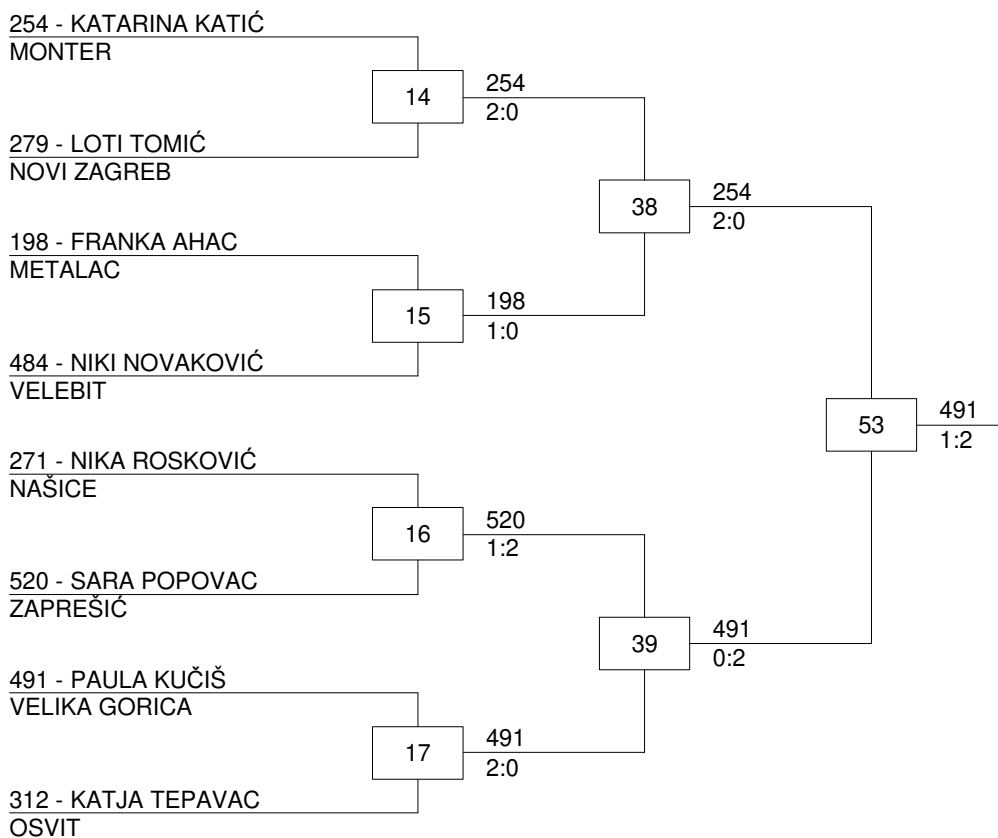 254 - KATARINA KATIĆ
MONTER
14
254
2:0
279 - LOTI TOMIĆ
NOVI ZAGREB
38
254
2:0
198 - FRANKA AHAC
METALAC
15
198
1:0
484 - NIKI NOVAKOVIĆ
VELEBIT
53
491
1:2
271 - NIKA ROSKOVIĆ
NAŠICE
16
520
1:2
520 - SARA POPOVAC
ZAPREŠIĆ
39
491
0:2
491 - PAULA KUČIŠ
VELIKA GORICA
17
491
2:0
312 - KATJA TEPAVAC
OSVIT